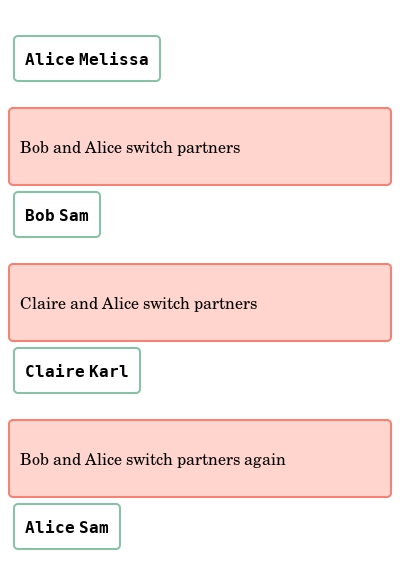 Alice Melissa
Bob and Alice switch partners
Bob Sam
Claire and Alice switch partners
Claire Karl
Bob and Alice switch partners again
Alice Sam